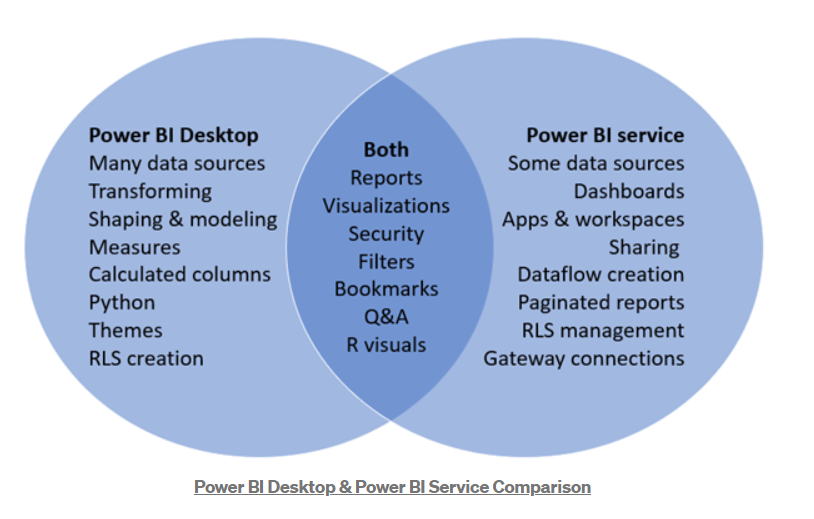 Power BI Desktop
Many data sources
Transforming
Shaping & modeling
Measures
Calculated columns
Python
Themes
RLS creation
Both
Reports
Visualizations
Security
Filters
Bookmarks
Q&A
R visuals
Power BI service
Some data sources
Dashboards
Apps & workspaces
Sharing
Dataflow creation
Paginated reports
RLS management
Gateway connections
Power BI Desktop & Power BI Service Comparison